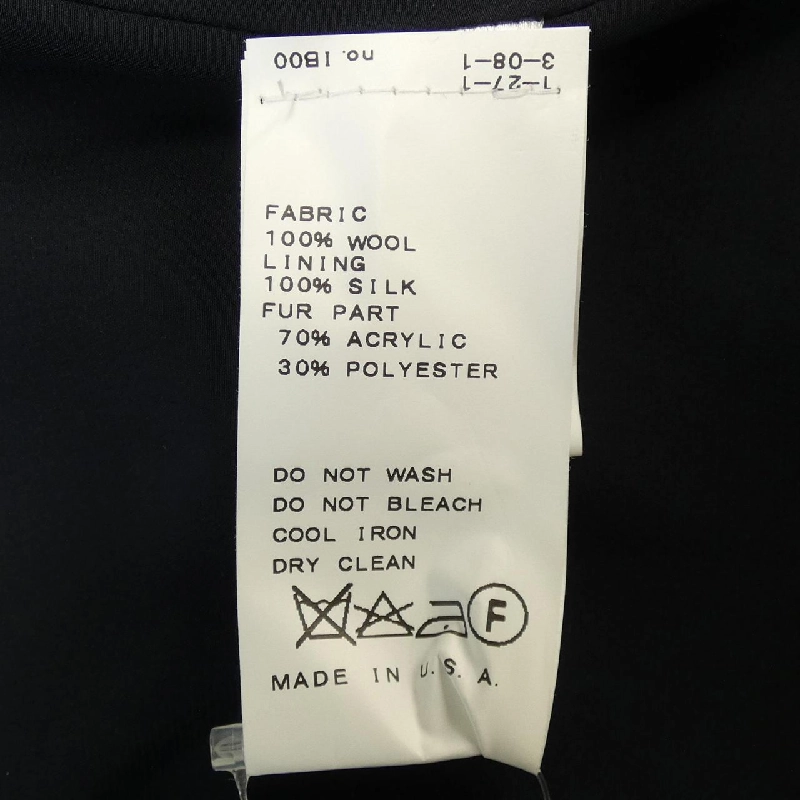 no. 1800
3-08-1
1-27-1
FABRIC
100% WOOL
LINING
100% SILK
FUR PART
70% ACRYLIC
30% POLYESTER
DO NOT WASH
DO NOT BLEACH
COOL IRON
DRY CLEAN
F
MADE IN U.S.A.